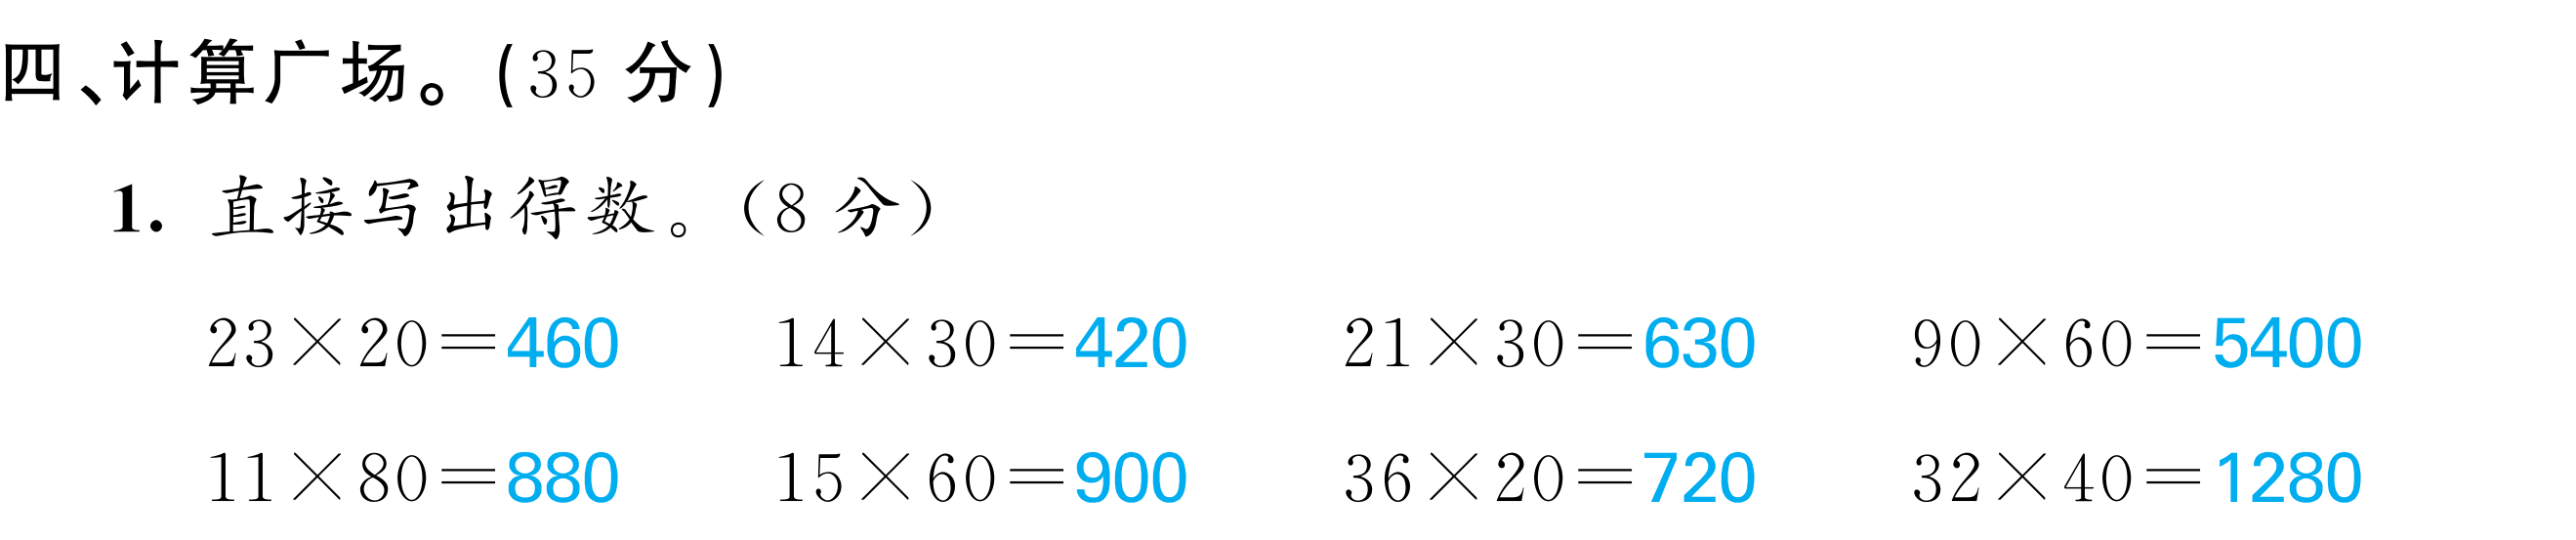 四、计算广场。(35 分)
1. 直接写出得数。(8 分)
23×20=460 14×30=420 21×30=630 90×60=5400
11×80=880 15×60=900 36×20=720 32×40=1280